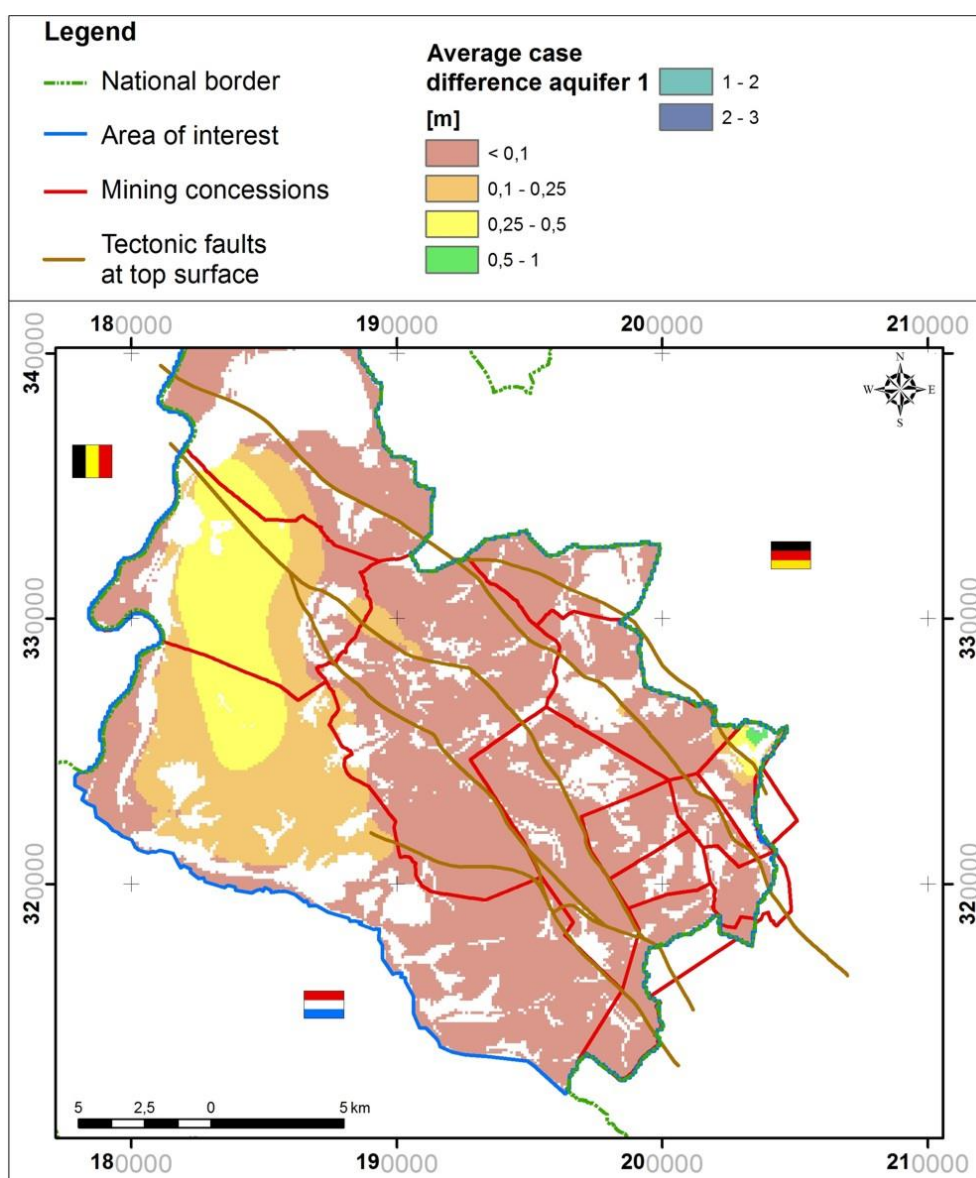 Legend
National border
Area of interest
Mining concessions
Tectonic faults
at top surface
Average case
difference aquifer 1
[m]
< 0,1
0,1 - 0,25
0,25 - 0,5
0,5 - 1
1 - 2
2 - 3
180000
190000
200000
210000
340000
340000
330000
330000
320000
320000
N
W
E
S
5
2,5
0
5 km
180000
190000
200000
210000